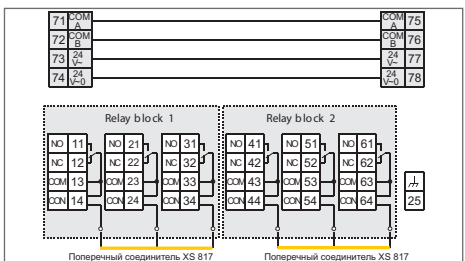 71 COM A COM A 75
72 COM B COM B 76
73 24 V~ 24 V~ 77
74 24 V~0 24 V~0 78
Relay block 1 Relay block 2
NO 11 NO 21 NO 31 NO 41 NO 51 NO 61
NC 12 NC 22 NC 32 NC 42 NC 52 NC 62
COM 13 COM 23 COM 33 COM 43 COM 53 COM 63
CON 14 CON 24 CON 34 CON 44 CON 54 CON 64 25
Поперечный соединитель XS 817 Поперечный соединитель XS 817